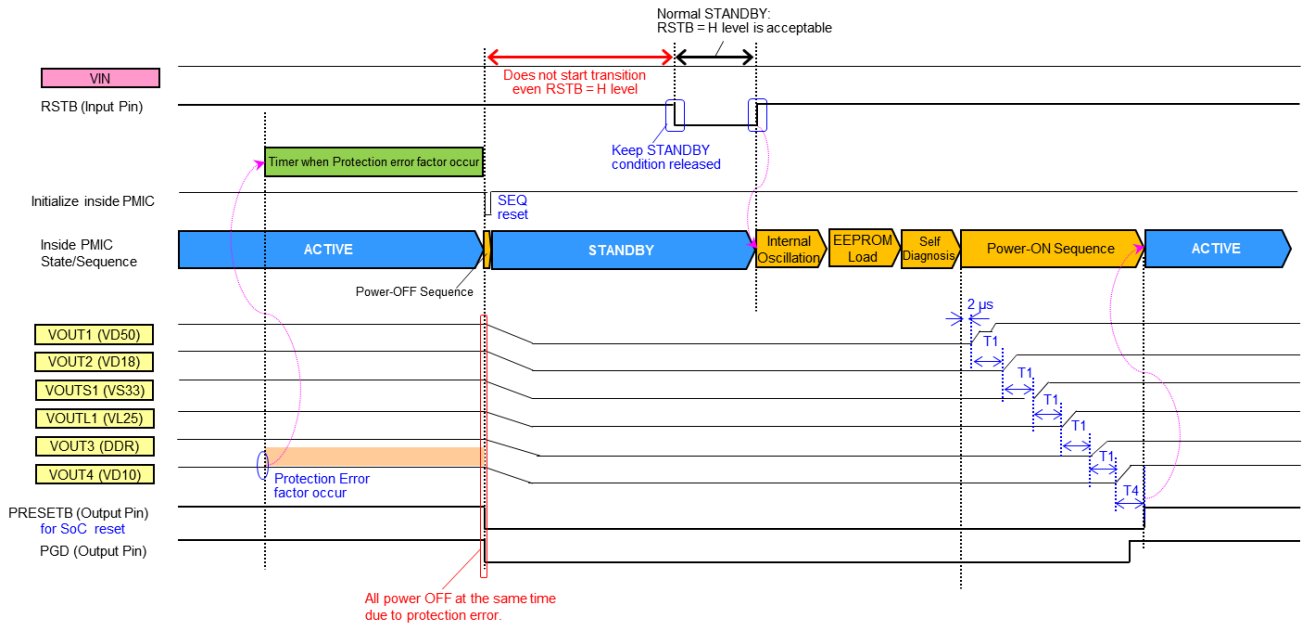 Normal STANDBY:
RSTB = H level is acceptable
VIN
Does not start transition
even RSTB = H level
RSTB (Input Pin)
Keep STANDBY
condition released
Timer when Protection error factor occur
Initialize inside PMIC
SEQ
reset
Inside PMIC
State/Sequence
ACTIVE
STANDBY
Internal
Oscillation
EEPROM
Load
Self
Diagnosis
Power-ON Sequence
ACTIVE
Power-OFF Sequence
2 µs
VOUT1 (VD50)
T1
VOUT2 (VD18)
T1
VOUTS1 (VS33)
T1
VOUTL1 (VL25)
T1
VOUT3 (DDR)
T1
VOUT4 (VD10)
Protection Error
factor occur
T4
PRESETB (Output Pin)
for SoC reset
PGD (Output Pin)
All power OFF at the same time
due to protection error.